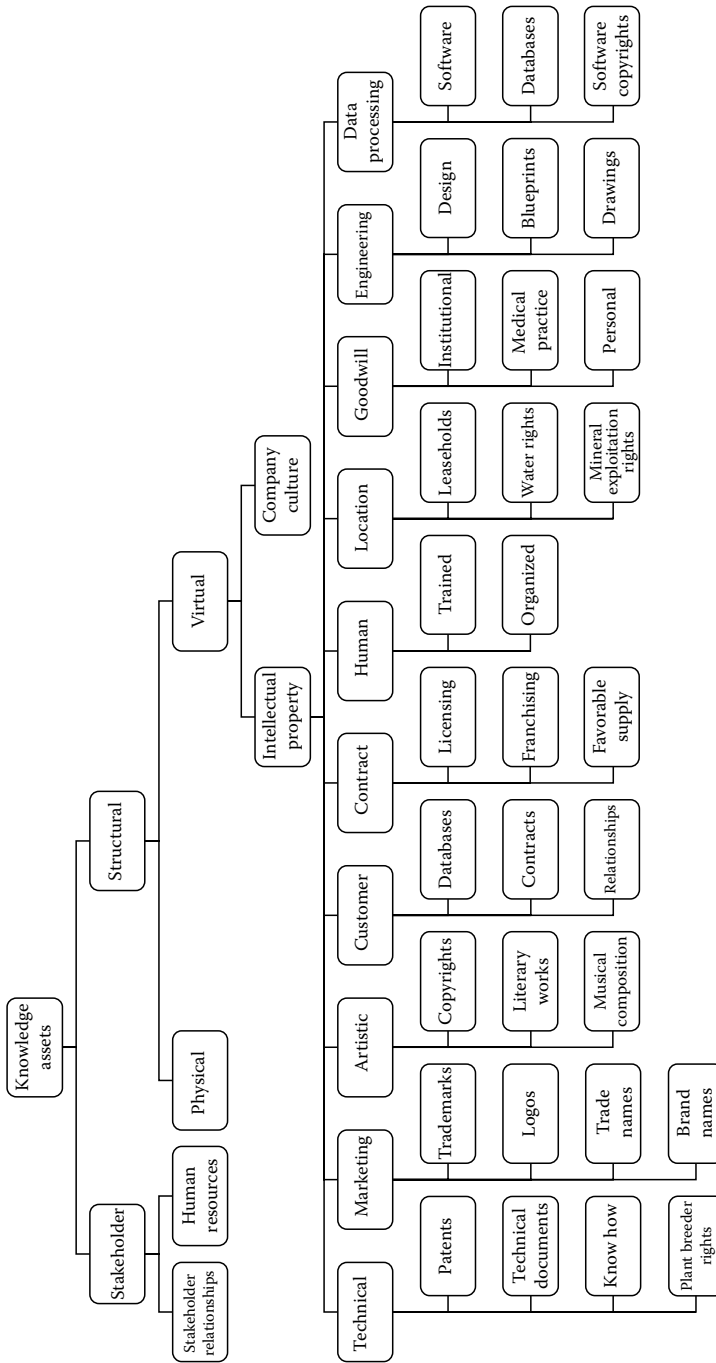 Knowledge
assets
Stakeholder
Structural
Stakeholder
relationships
Human
resources
Physical
Virtual
Intellectual
property
Company
culture
Technical
Marketing
Artistic
Customer
Contract
Human
Location
Goodwill
Engineering
Data
processing
Patents
Technical
documents
Know how
Plant breeder
rights
Trademarks
Logos
Trade
names
Brand
names
Copyrights
Literary
works
Musical
composition
Databases
Contracts
Relationships
Licensing
Franchising
Favorable
supply
Trained
Organized
Leaseholds
Water rights
Mineral
exploitation
rights
Institutional
Medical
practice
Personal
Design
Blueprints
Drawings
Software
Databases
Software
copyrights